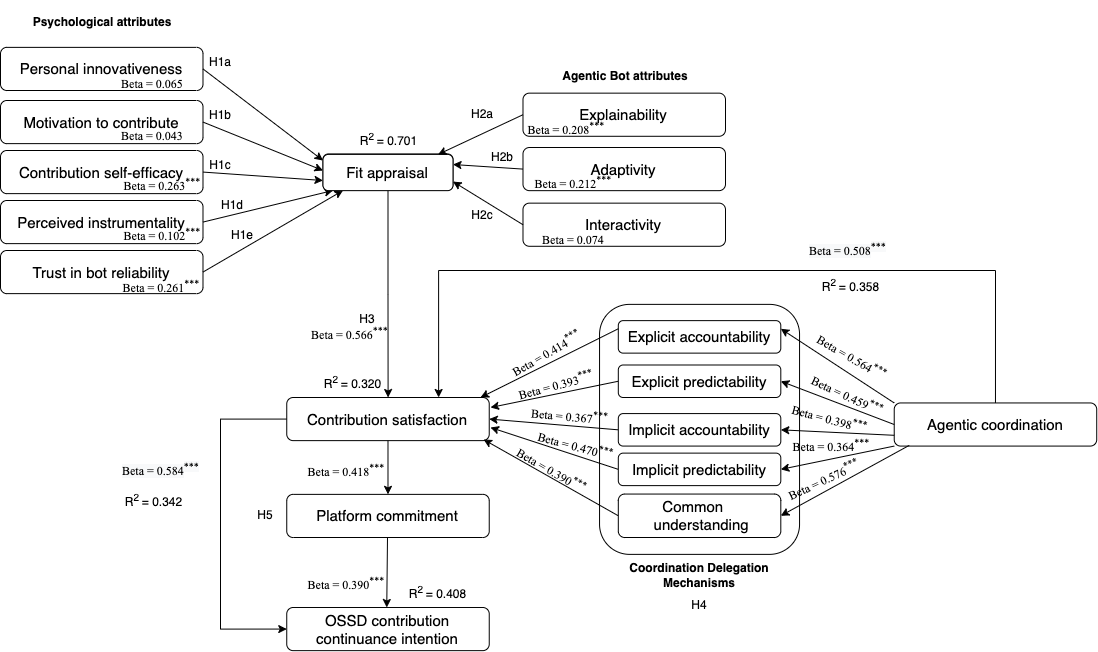 Psychological attributes
Personal innovativeness
Beta = 0.065
H1a
Motivation to contribute
Beta = 0.043
H1b
Contribution self-efficacy
Beta = 0.263***
H1c
Perceived instrumentality
Beta = 0.102***
H1d
Trust in bot reliability
Beta = 0.261***
H1e
R² = 0.701
Fit appraisal
Agentic Bot attributes
Explainability
Beta = 0.208***
H2a
Adaptivity
Beta = 0.212***
H2b
Interactivity
Beta = 0.074
H2c
Beta = 0.508***
R² = 0.358
H3
Beta = 0.566***
R² = 0.320
Contribution satisfaction
Beta = 0.414***
Beta = 0.393***
Beta = 0.367***
Beta = 0.470***
Beta = 0.390***
Explicit accountability
Explicit predictability
Implicit accountability
Implicit predictability
Common
understanding
Beta = 0.564***
Beta = 0.459***
Beta = 0.398***
Beta = 0.364***
Beta = 0.576***
Agentic coordination
Coordination Delegation
Mechanisms
H4
Beta = 0.584***
R² = 0.342
Beta = 0.418***
H5
Platform commitment
Beta = 0.390***
R² = 0.408
OSSD contribution
continuance intention